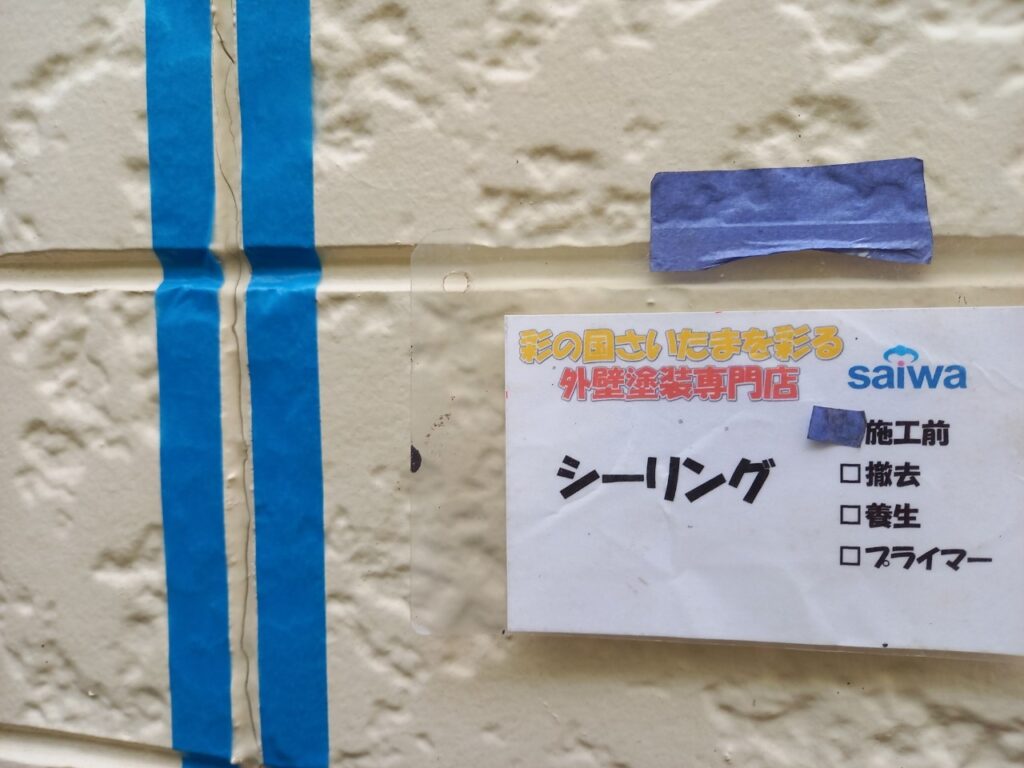 彩の国さいたまを彩る
外壁塗装専門店
saiwa
シーリング
施工前
□撤去
□養生
□プライマー